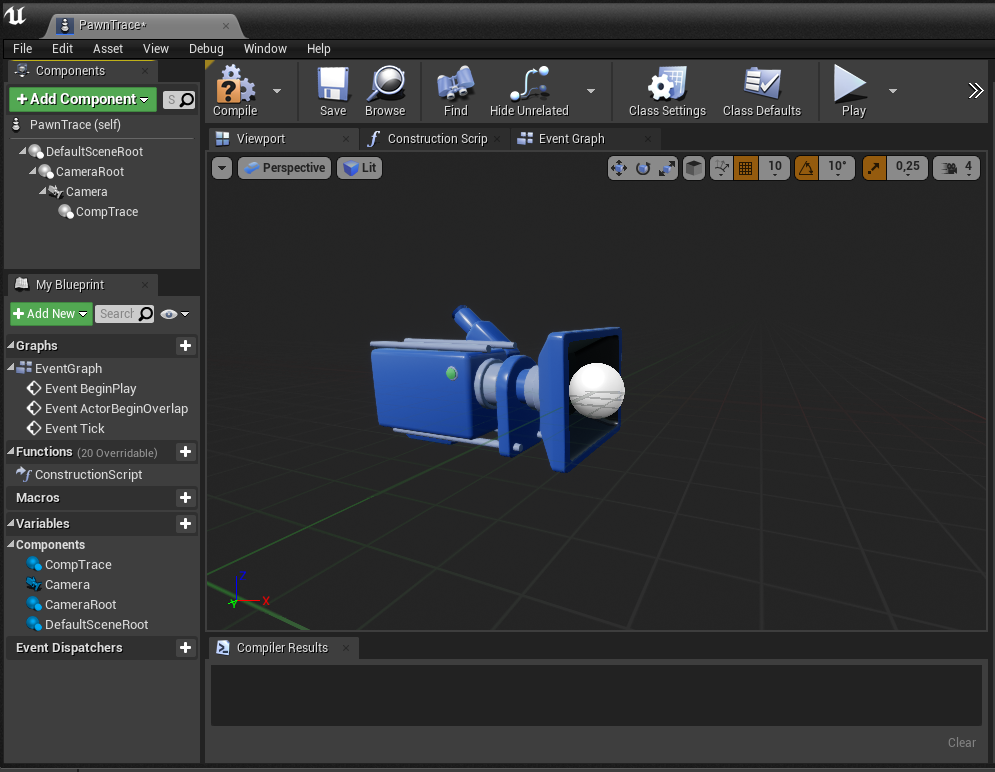 PawnTrace*
File Edit Asset View Debug Window Help
Components
+Add Component
S
PawnTrace (self)
DefaultSceneRoot
CameraRoot
Camera
CompTrace
Compile Save Browse Find Hide Unrelated Class Settings Class Defaults Play
Viewport Construction Scrip Event Graph
Perspective Lit 10 10° 0,25 4
Z
X
Y
My Blueprint
+Add New Search
Graphs
EventGraph
Event BeginPlay
Event ActorBeginOverlap
Event Tick
Functions (20 Overridable)
ConstructionScript
Macros
Variables
Components
CompTrace
Camera
CameraRoot
DefaultSceneRoot
Event Dispatchers
Compiler Results
Clear